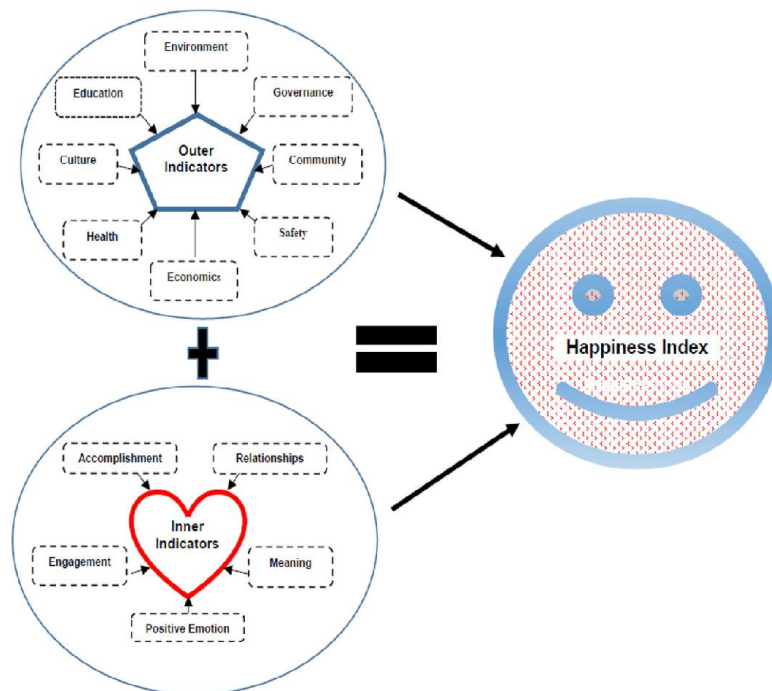 Environment
Education
Governance
Outer
Indicators
Culture
Community
Health
Safety
Economics
+
=
Happiness Index
Accomplishment
Relationships
Inner
Indicators
Engagement
Meaning
Positive Emotion